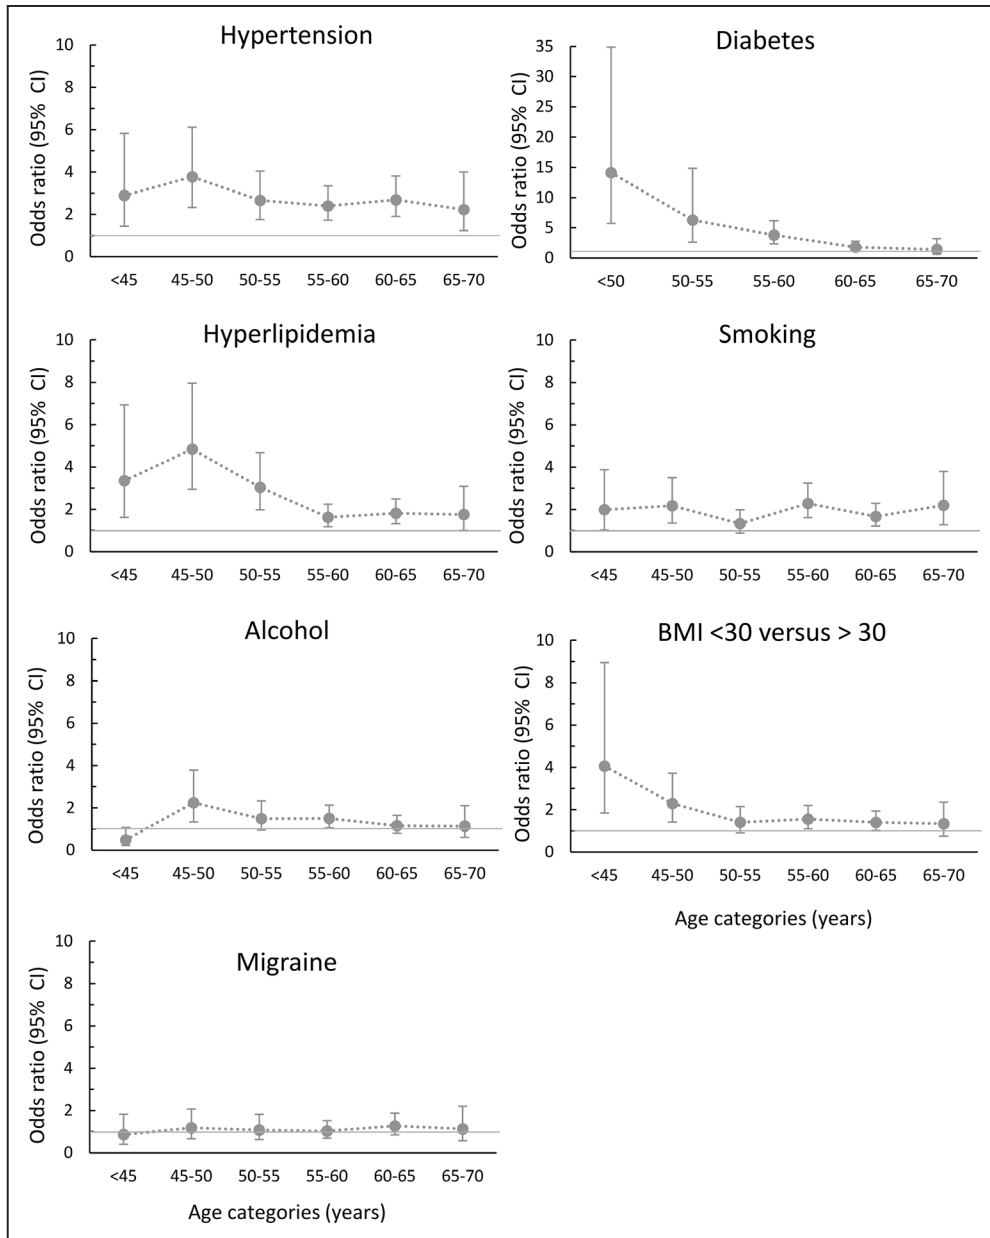 Hypertension
Odds ratio (95% CI)
10
8
6
4
2
0
<45 45-50 50-55 55-60 60-65 65-70
Diabetes
Odds ratio (95% CI)
35
30
25
20
15
10
5
0
<50 50-55 55-60 60-65 65-70
Hyperlipidemia
Odds ratio (95% CI)
10
8
6
4
2
0
<45 45-50 50-55 55-60 60-65 65-70
Smoking
Odds ratio (95% CI)
10
8
6
4
2
0
<45 45-50 50-55 55-60 60-65 65-70
Alcohol
Odds ratio (95% CI)
10
8
6
4
2
0
<45 45-50 50-55 55-60 60-65 65-70
BMI <30 versus > 30
Odds ratio (95% CI)
10
8
6
4
2
0
<45 45-50 50-55 55-60 60-65 65-70
Age categories (years)
Migraine
Odds ratio (95% CI)
10
8
6
4
2
0
<45 45-50 50-55 55-60 60-65 65-70
Age categories (years)